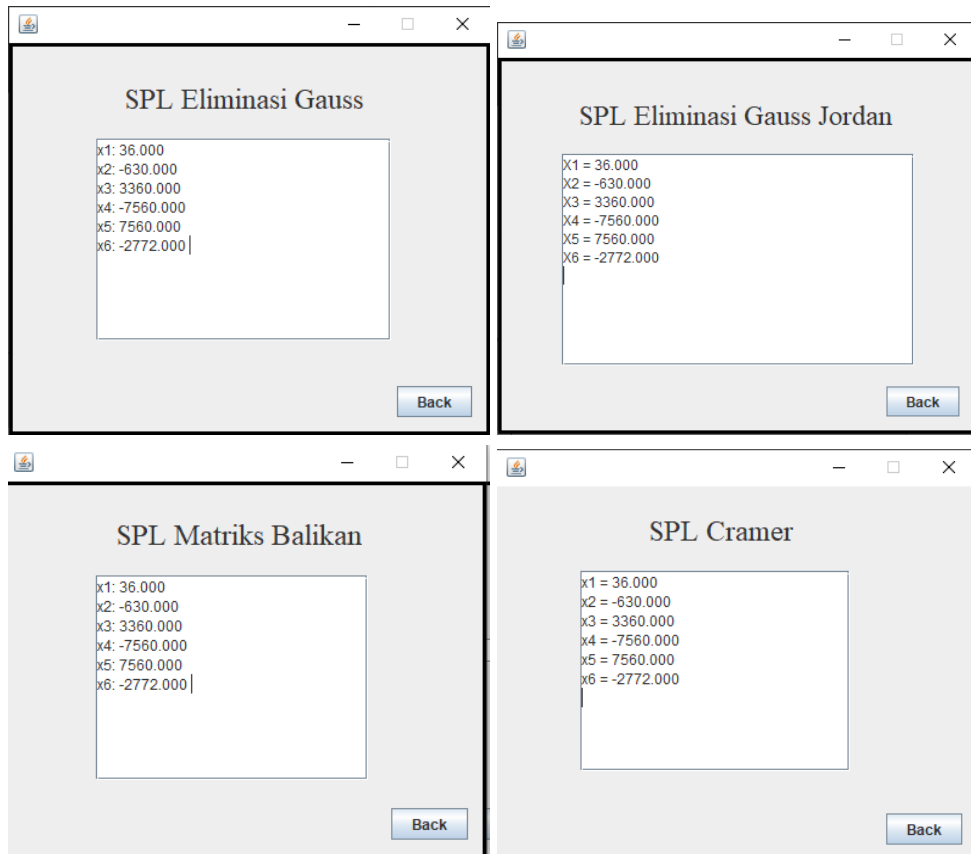 SPL Eliminasi Gauss
x1: 36.000
x2: -630.000
x3: 3360.000
x4: -7560.000
x5: 7560.000
x6: -2772.000
Back
SPL Eliminasi Gauss Jordan
X1 = 36.000
X2 = -630.000
X3 = 3360.000
X4 = -7560.000
X5 = 7560.000
X6 = -2772.000
Back
SPL Matriks Balikan
x1: 36.000
x2: -630.000
x3: 3360.000
x4: -7560.000
x5: 7560.000
x6: -2772.000
Back
SPL Cramer
x1 = 36.000
x2 = -630.000
x3 = 3360.000
x4 = -7560.000
x5 = 7560.000
x6 = -2772.000
Back